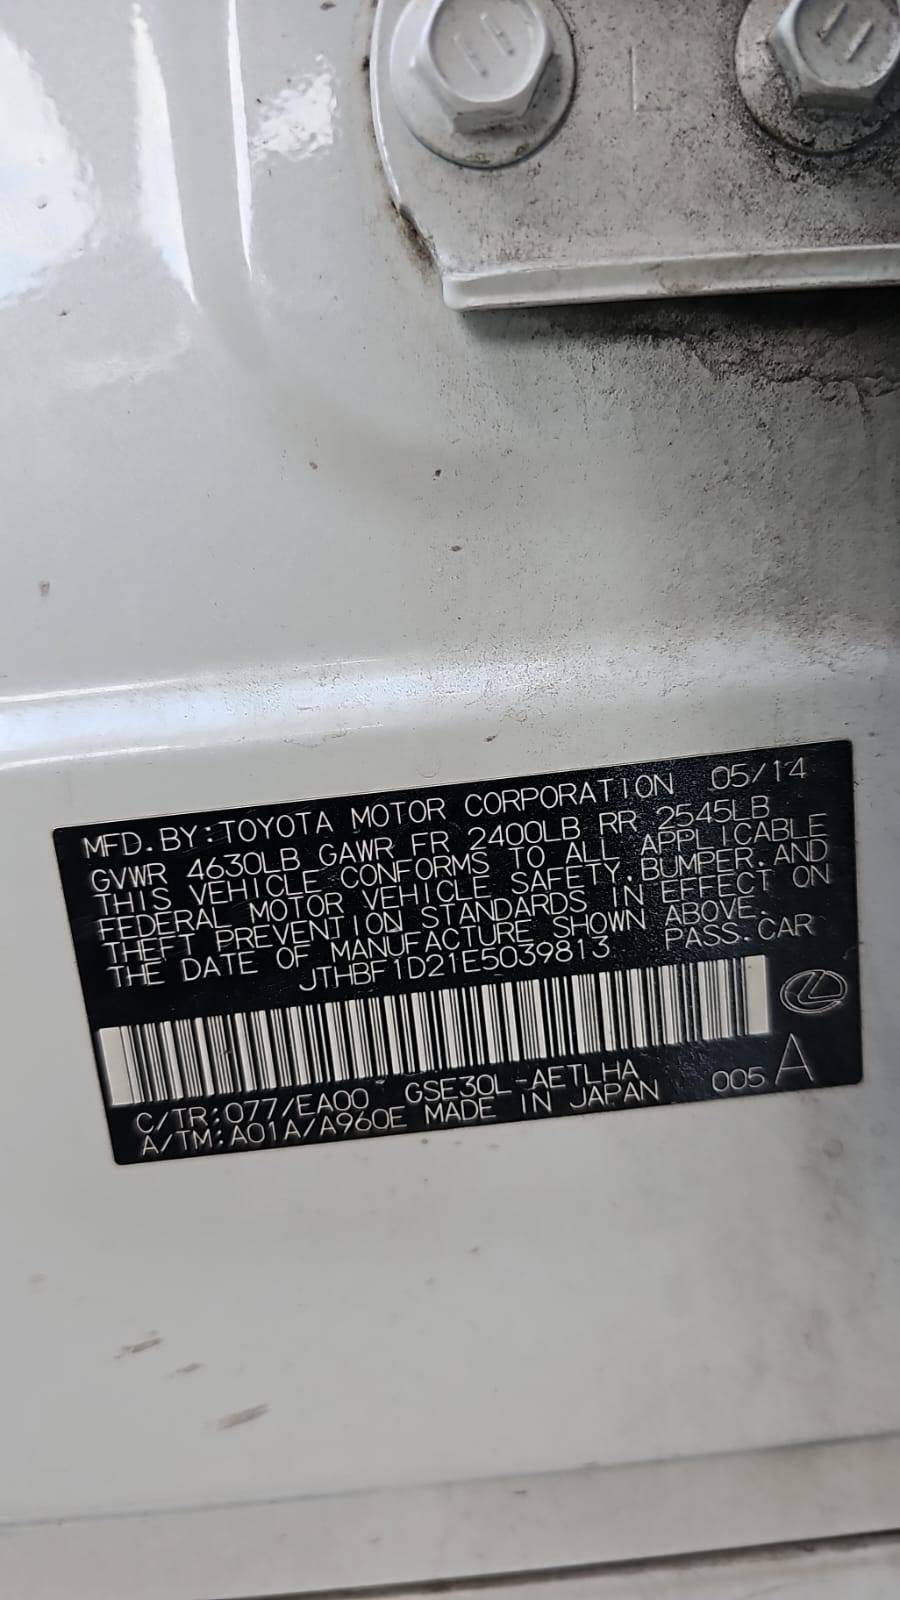 L
MFD. BY: TOYOTA MOTOR CORPORATION 05/14
GVWR 4630LB GAWR FR 2400LB RR 2545LB
THIS VEHICLE CONFORMS TO ALL APPLICABLE
FEDERAL MOTOR VEHICLE SAFETY, BUMPER, AND
THEFT PREVENTION STANDARDS IN EFFECT ON
THE DATE OF MANUFACTURE SHOWN ABOVE.
JTHBF1D21E5039813 PASS. CAR
C/TR: 077/EA00 GSE30L-AETLHA
A/TM: A01A/A960E MADE IN JAPAN 005 A